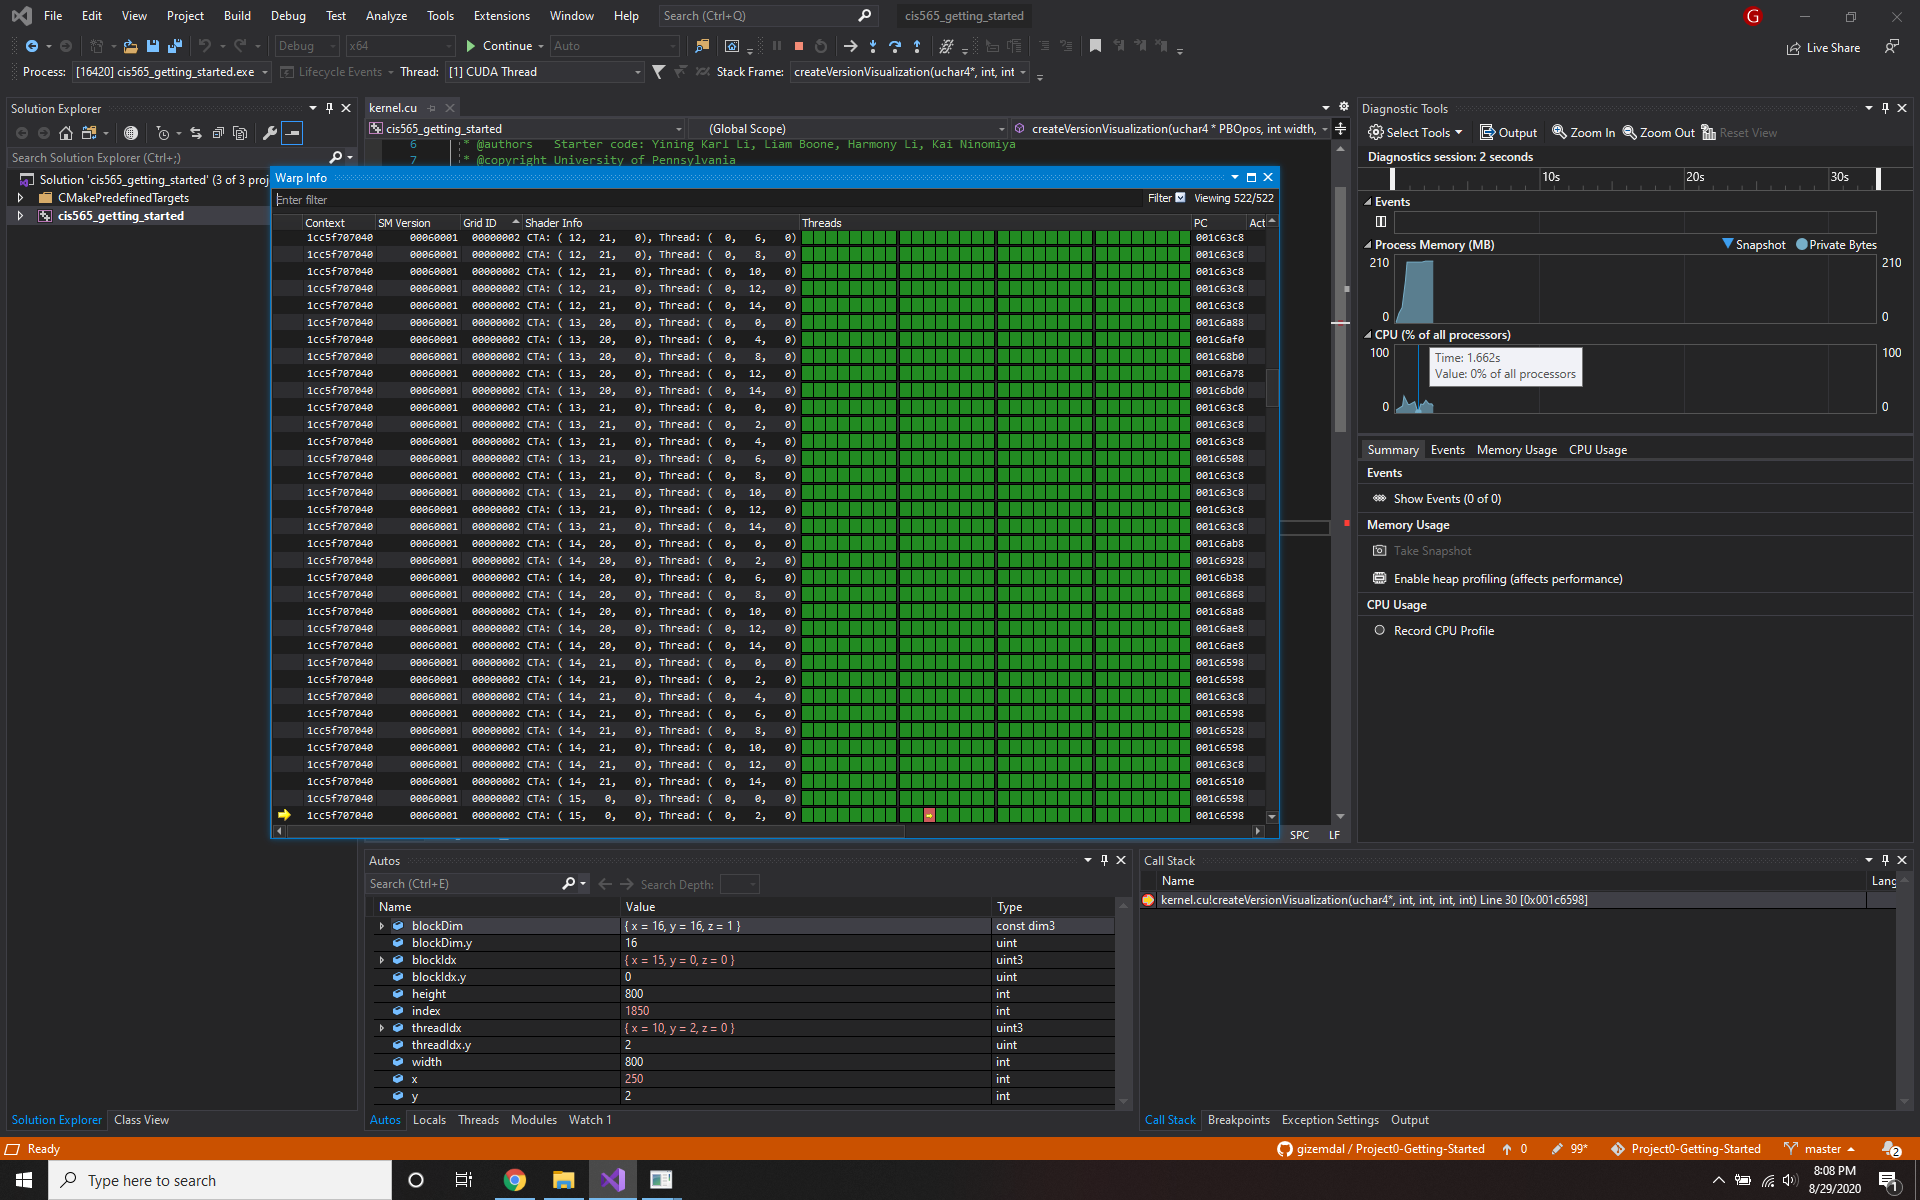 File Edit View Project Build Debug Test Analyze Tools Extensions Window Help Search (Ctrl+Q) cis565_getting_started G
Debug x64 Continue Auto Live Share
Process: [16420] cis565_getting_started.exe Lifecycle Events Thread: [1] CUDA Thread Stack Frame: createVersionVisualization(uchar4*, int, int
Solution Explorer
Search Solution Explorer (Ctrl+;)
Solution 'cis565_getting_started' (3 of 3 proj
CMakePredefinedTargets
cis565_getting_started
kernel.cu
cis565_getting_started (Global Scope) createVersionVisualization(uchar4 * PBOpos, int width,
6 * @authors Starter code: Yining Karl Li, Liam Boone, Harmony Li, Kai Ninomiya
7 * @copyright University of Pennsylvania
Warp Info
Enter filter Filter Viewing 522/522
Context SM Version Grid ID Shader Info Threads PC Act
1cc5f707040 00060001 00000002 CTA: ( 12, 21, 0), Thread: ( 0, 6, 0) 001c63c8
1cc5f707040 00060001 00000002 CTA: ( 12, 21, 0), Thread: ( 0, 8, 0) 001c63c8
1cc5f707040 00060001 00000002 CTA: ( 12, 21, 0), Thread: ( 0, 10, 0) 001c63c8
1cc5f707040 00060001 00000002 CTA: ( 12, 21, 0), Thread: ( 0, 12, 0) 001c63c8
1cc5f707040 00060001 00000002 CTA: ( 12, 21, 0), Thread: ( 0, 14, 0) 001c63c8
1cc5f707040 00060001 00000002 CTA: ( 13, 20, 0), Thread: ( 0, 0, 0) 001c6a88
1cc5f707040 00060001 00000002 CTA: ( 13, 20, 0), Thread: ( 0, 4, 0) 001c6af0
1cc5f707040 00060001 00000002 CTA: ( 13, 20, 0), Thread: ( 0, 8, 0) 001c68b0
1cc5f707040 00060001 00000002 CTA: ( 13, 20, 0), Thread: ( 0, 12, 0) 001c6a78
1cc5f707040 00060001 00000002 CTA: ( 13, 20, 0), Thread: ( 0, 14, 0) 001c6bd0
1cc5f707040 00060001 00000002 CTA: ( 13, 21, 0), Thread: ( 0, 0, 0) 001c63c8
1cc5f707040 00060001 00000002 CTA: ( 13, 21, 0), Thread: ( 0, 2, 0) 001c63c8
1cc5f707040 00060001 00000002 CTA: ( 13, 21, 0), Thread: ( 0, 4, 0) 001c63c8
1cc5f707040 00060001 00000002 CTA: ( 13, 21, 0), Thread: ( 0, 6, 0) 001c6508
1cc5f707040 00060001 00000002 CTA: ( 13, 21, 0), Thread: ( 0, 8, 0) 001c63c8
1cc5f707040 00060001 00000002 CTA: ( 13, 21, 0), Thread: ( 0, 10, 0) 001c63c8
1cc5f707040 00060001 00000002 CTA: ( 13, 21, 0), Thread: ( 0, 12, 0) 001c63c8
1cc5f707040 00060001 00000002 CTA: ( 13, 21, 0), Thread: ( 0, 14, 0) 001c63c8
1cc5f707040 00060001 00000002 CTA: ( 14, 20, 0), Thread: ( 0, 0, 0) 001c6ab8
1cc5f707040 00060001 00000002 CTA: ( 14, 20, 0), Thread: ( 0, 2, 0) 001c6928
1cc5f707040 00060001 00000002 CTA: ( 14, 20, 0), Thread: ( 0, 6, 0) 001c6b38
1cc5f707040 00060001 00000002 CTA: ( 14, 20, 0), Thread: ( 0, 8, 0) 001c6868
1cc5f707040 00060001 00000002 CTA: ( 14, 20, 0), Thread: ( 0, 10, 0) 001c68a8
1cc5f707040 00060001 00000002 CTA: ( 14, 20, 0), Thread: ( 0, 12, 0) 001c6ae8
1cc5f707040 00060001 00000002 CTA: ( 14, 20, 0), Thread: ( 0, 14, 0) 001c6ae8
1cc5f707040 00060001 00000002 CTA: ( 14, 21, 0), Thread: ( 0, 0, 0) 001c6598
1cc5f707040 00060001 00000002 CTA: ( 14, 21, 0), Thread: ( 0, 2, 0) 001c6598
1cc5f707040 00060001 00000002 CTA: ( 14, 21, 0), Thread: ( 0, 4, 0) 001c63c8
1cc5f707040 00060001 00000002 CTA: ( 14, 21, 0), Thread: ( 0, 6, 0) 001c6598
1cc5f707040 00060001 00000002 CTA: ( 14, 21, 0), Thread: ( 0, 8, 0) 001c6528
1cc5f707040 00060001 00000002 CTA: ( 14, 21, 0), Thread: ( 0, 10, 0) 001c6598
1cc5f707040 00060001 00000002 CTA: ( 14, 21, 0), Thread: ( 0, 12, 0) 001c63c8
1cc5f707040 00060001 00000002 CTA: ( 14, 21, 0), Thread: ( 0, 14, 0) 001c6510
1cc5f707040 00060001 00000002 CTA: ( 15, 0, 0), Thread: ( 0, 0, 0) 001c6598
1cc5f707040 00060001 00000002 CTA: ( 15, 0, 0), Thread: ( 0, 2, 0) 001c6598
SPC LF
Diagnostic Tools
Select Tools Output Zoom In Zoom Out Reset View
Diagnostics session: 2 seconds
10s 20s 30s
Events
Process Memory (MB) Snapshot Private Bytes
210 210
0 0
CPU (% of all processors)
100 100
Time: 1.662s
Value: 0% of all processors
0 0
Summary Events Memory Usage CPU Usage
Events
Show Events (0 of 0)
Memory Usage
Take Snapshot
Enable heap profiling (affects performance)
CPU Usage
Record CPU Profile
Autos
Search (Ctrl+E) Search Depth:
Name Value Type
blockDim { x = 16, y = 16, z = 1 } const dim3
blockDim.y 16 uint
blockIdx { x = 15, y = 0, z = 0 } uint3
blockIdx.y 0 uint
height 800 int
index 1850 int
threadIdx { x = 10, y = 2, z = 0 } uint3
threadIdx.y 2 uint
width 800 int
x 250 int
y 2 int
Autos Locals Threads Modules Watch 1
Call Stack
Name Lang
kernel.cu!createVersionVisualization(uchar4*, int, int, int, int) Line 30 [0x001c6598]
Call Stack Breakpoints Exception Settings Output
Solution Explorer Class View
Ready gizemdal / Project0-Getting-Started 0 99* Project0-Getting-Started master 2
Type here to search 8:08 PM
8/29/2020 1